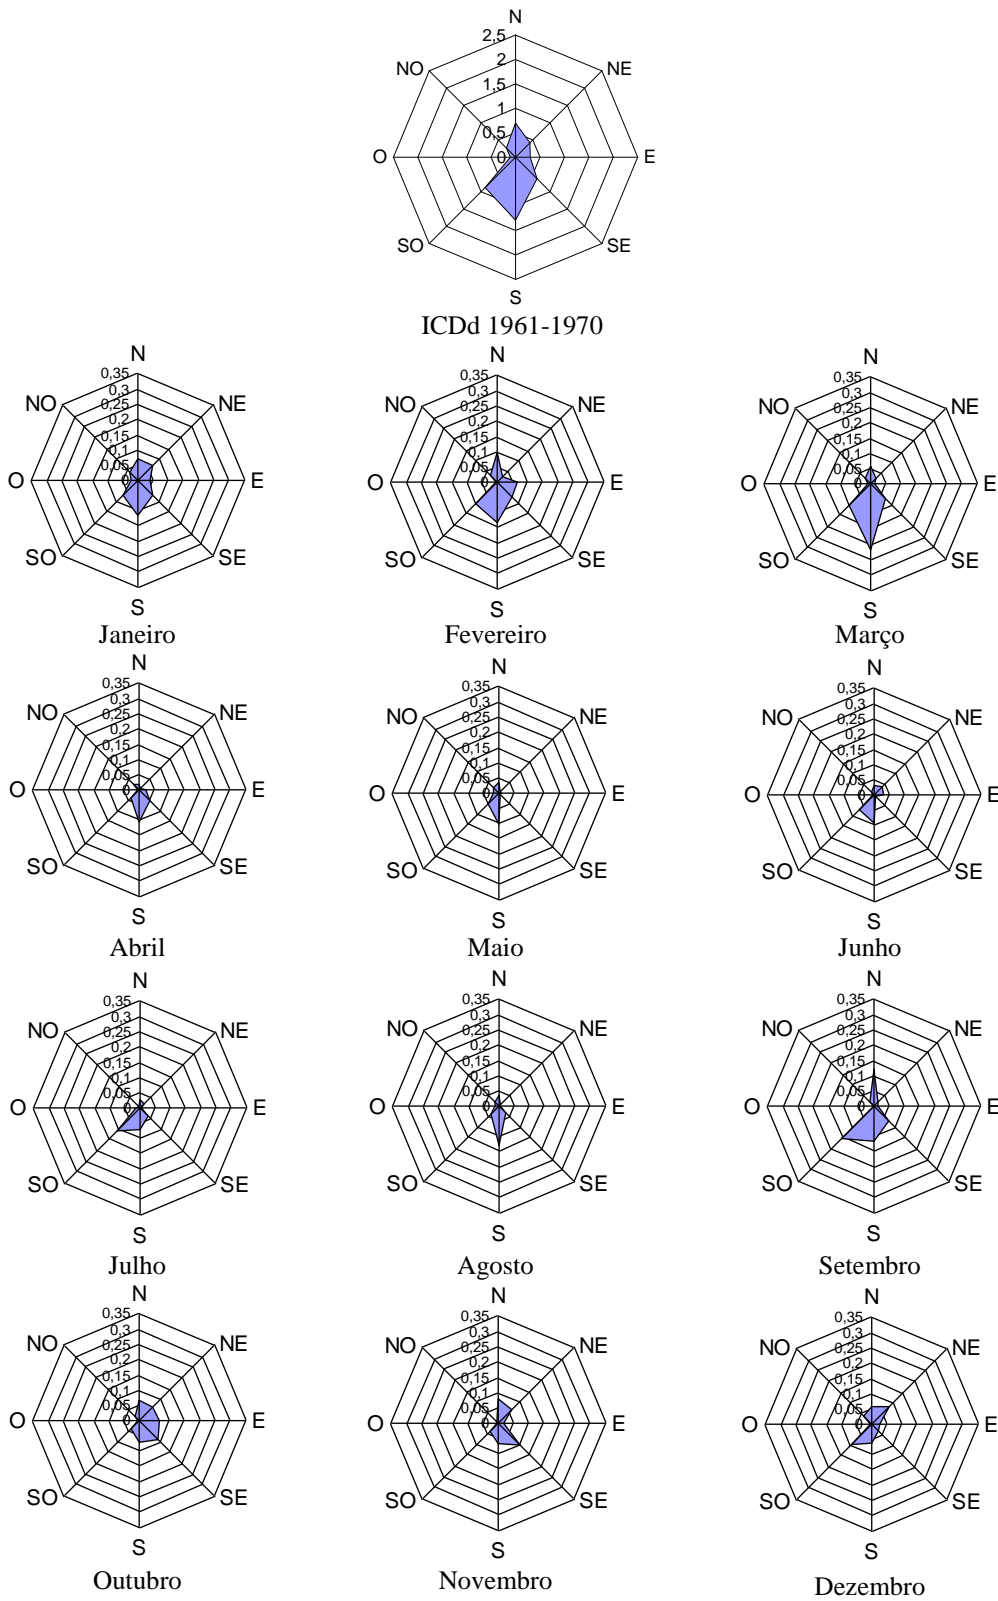 N
2,5
2
1,5
1
0,5
0
NO
NE
O
E
SO
SE
S
ICDd 1961-1970
N
0,35
0,3
0,25
0,2
0,15
0,1
0,05
0
NO
NE
O
E
SO
SE
S
Janeiro
N
0,35
0,3
0,25
0,2
0,15
0,1
0,05
0
NO
NE
O
E
SO
SE
S
Fevereiro
N
0,35
0,3
0,25
0,2
0,15
0,1
0,05
0
NO
NE
O
E
SO
SE
S
Março
N
0,35
0,3
0,25
0,2
0,15
0,1
0,05
0
NO
NE
O
E
SO
SE
S
Abril
N
0,35
0,3
0,25
0,2
0,15
0,1
0,05
0
NO
NE
O
E
SO
SE
S
Maio
N
0,35
0,3
0,25
0,2
0,15
0,1
0,05
0
NO
NE
O
E
SO
SE
S
Junho
N
0,35
0,3
0,25
0,2
0,15
0,1
0,05
0
NO
NE
O
E
SO
SE
S
Julho
N
0,35
0,3
0,25
0,2
0,15
0,1
0,05
0
NO
NE
O
E
SO
SE
S
Agosto
N
0,35
0,3
0,25
0,2
0,15
0,1
0,05
0
NO
NE
O
E
SO
SE
S
Setembro
N
0,35
0,3
0,25
0,2
0,15
0,1
0,05
0
NO
NE
O
E
SO
SE
S
Outubro
N
0,35
0,3
0,25
0,2
0,15
0,1
0,05
0
NO
NE
O
E
SO
SE
S
Novembro
N
0,35
0,3
0,25
0,2
0,15
0,1
0,05
0
NO
NE
O
E
SO
SE
S
Dezembro